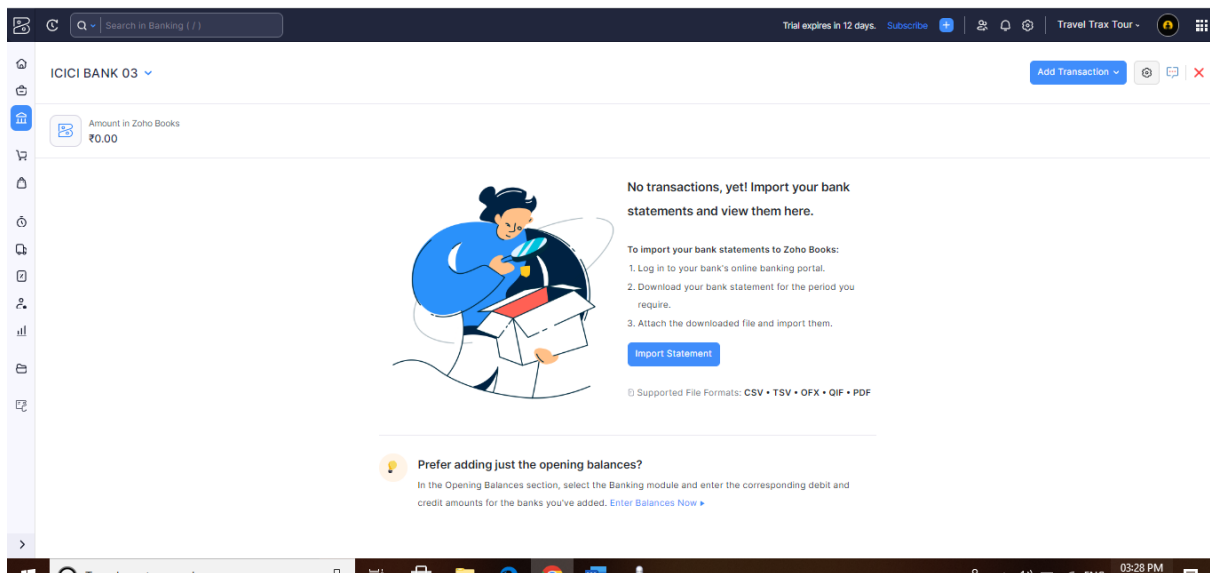 Search in Banking ( / )
Trial expires in 12 days. Subscribe
Travel Trax Tour
ICICI BANK 03
Add Transaction
Amount in Zoho Books
₹0.00
No transactions, yet! Import your bank
statements and view them here.
To import your bank statements to Zoho Books:
1. Log in to your bank's online banking portal.
2. Download your bank statement for the period you
require.
3. Attach the downloaded file and import them.
Import Statement
Supported File Formats: CSV • TSV • OFX • QIF • PDF
Prefer adding just the opening balances?
In the Opening Balances section, select the Banking module and enter the corresponding debit and
credit amounts for the banks you've added. Enter Balances Now ▸
03:28 PM